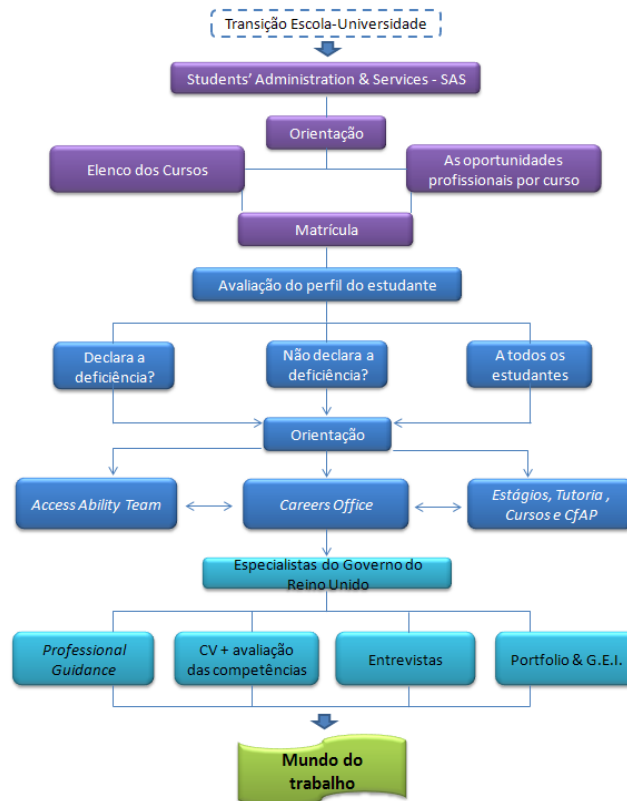 Transição Escola-Universidade
Students' Administration & Services - SAS
Orientação
Elenco dos Cursos
As oportunidades
profissionais por curso
Matrícula
Avaliação do perfil do estudante
Declara a
deficiência?
Não declara a
deficiência?
A todos os
estudantes
Orientação
Access Ability Team
Careers Office
Estágios, Tutoria ,
Cursos e CfAP
Especialistas do Governo do
Reino Unido
Professional
Guidance
CV + avaliação
das competências
Entrevistas
Portfolio & G.E.I.
Mundo do
trabalho